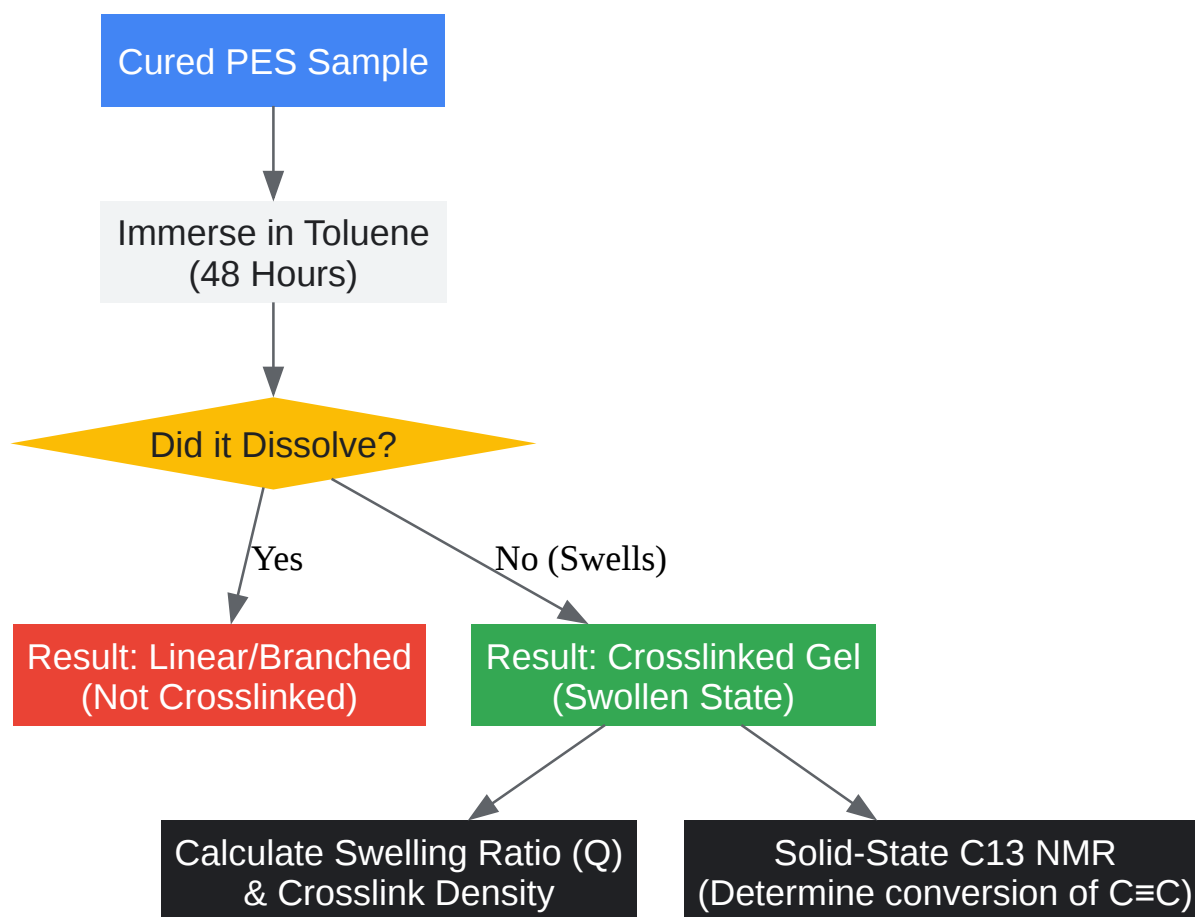 Cured PES Sample
Immerse in Toluene
(48 Hours)
Did it Dissolve?
Yes
No (Swells)
Result: Linear/Branched
(Not Crosslinked)
Result: Crosslinked Gel
(Swollen State)
Calculate Swelling Ratio (Q)
& Crosslink Density
Solid-State C13 NMR
(Determine conversion of C≡C)